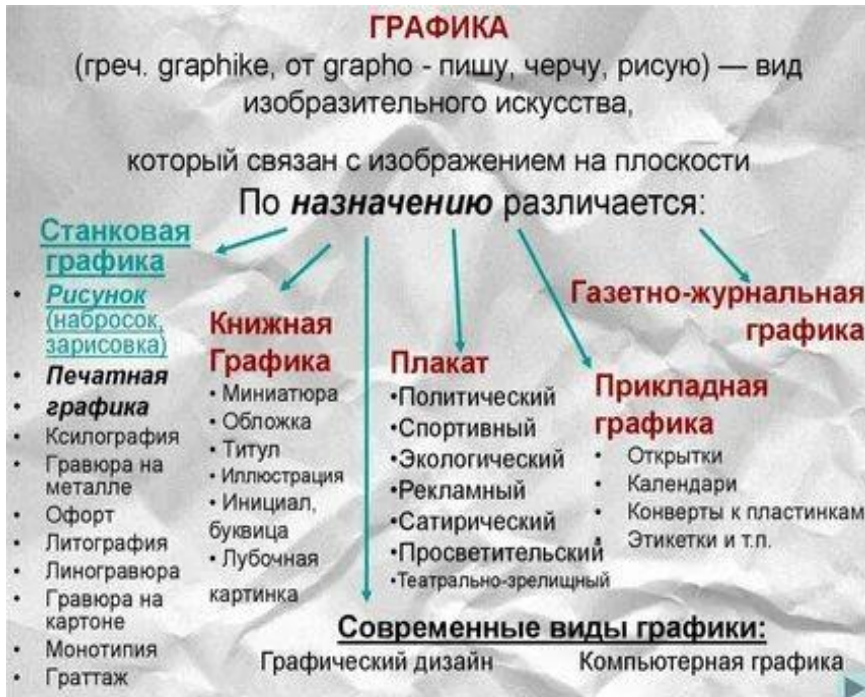 ГРАФИКА
(греч. graphike, от grapho - пишу, черчу, рисую) — вид
изобразительного искусства,
который связан с изображением на плоскости
По назначению различается:
Станковая
графика
• Рисунок
(набросок,
зарисовка)
• Печатная
• графика
• Ксилография
• Гравюра на
металле
• Офорт
• Литография
• Линогравюра
• Гравюра на
картоне
• Монотипия
• Граттаж
Книжная
Графика
• Миниатюра
• Обложка
• Титул
• Иллюстрация
• Инициал,
буквица
• Лубочная
картинка
Плакат
•Политический
•Спортивный
•Экологический
•Рекламный
•Сатирический
•Просветительский
•Театрально-зрелищный
Прикладная
графика
• Открытки
• Календари
• Конверты к пластинкам
• Этикетки и т.п.
Газетно-журнальная
графика
Современные виды графики:
Графический дизайн Компьютерная графика